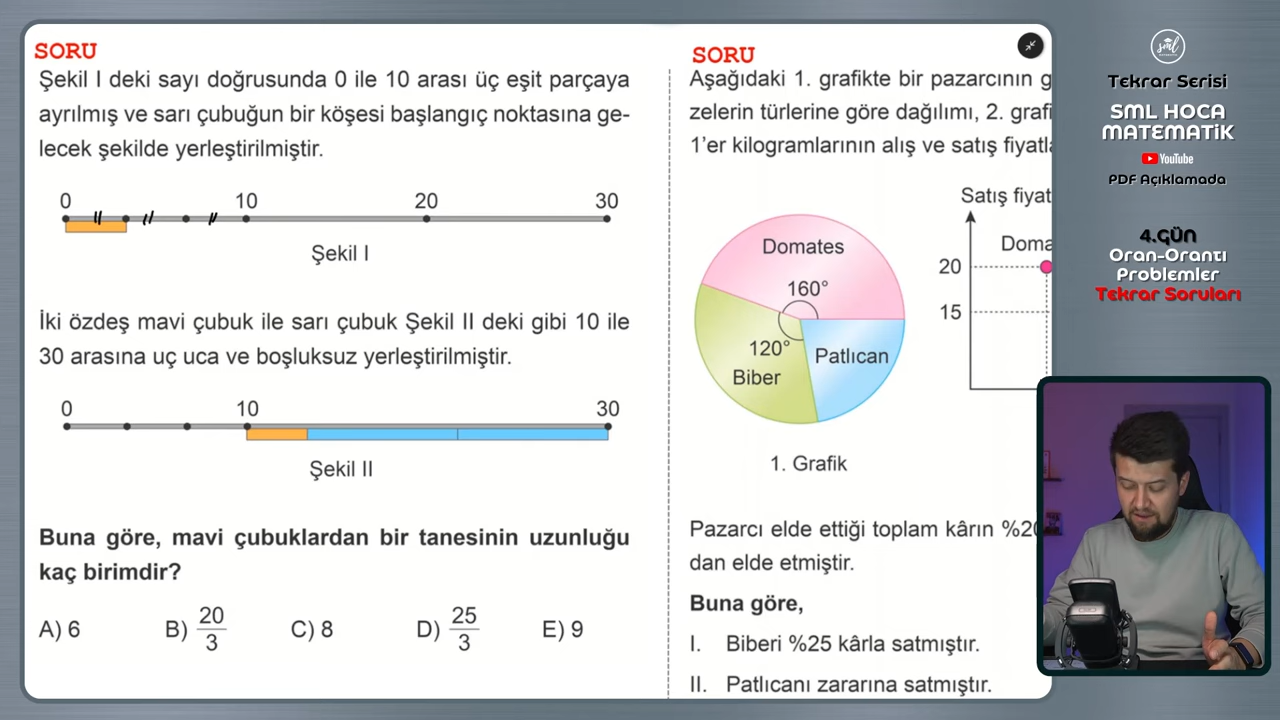 SORU
Şekil I deki sayı doğrusunda 0 ile 10 arası üç eşit parçaya
ayrılmış ve sarı çubuğun bir köşesi başlangıç noktasına ge-
lecek şekilde yerleştirilmiştir.
0 10 20 30
Şekil I
İki özdeş mavi çubuk ile sarı çubuk Şekil II deki gibi 10 ile
30 arasına uç uca ve boşluksuz yerleştirilmiştir.
0 10 30
Şekil II
Buna göre, mavi çubuklardan bir tanesinin uzunluğu
kaç birimdir?
A) 6 B) 20/3 C) 8 D) 25/3 E) 9
SORU
Aşağıdaki 1. grafikte bir pazarcının
zelerin türlerine göre dağılımı, 2.
1'er kilogramlarının alış ve satış
Satış
Domates
160°
120°
Biber
Patlıcan
20
15
1. Grafik
Pazarcı elde ettiği toplam kârın
dan elde etmiştir.
Buna göre,
I. Biberi %25 kârla satmıştır.
II. Patlıcanı zararına satmıştır.
sml
Tekrar Serisi
SML HOCA
MATEMATİK
YouTube
PDF Açıklamada
4.GÜN
Oran-Orantı
Problemler
Tekrar Soruları